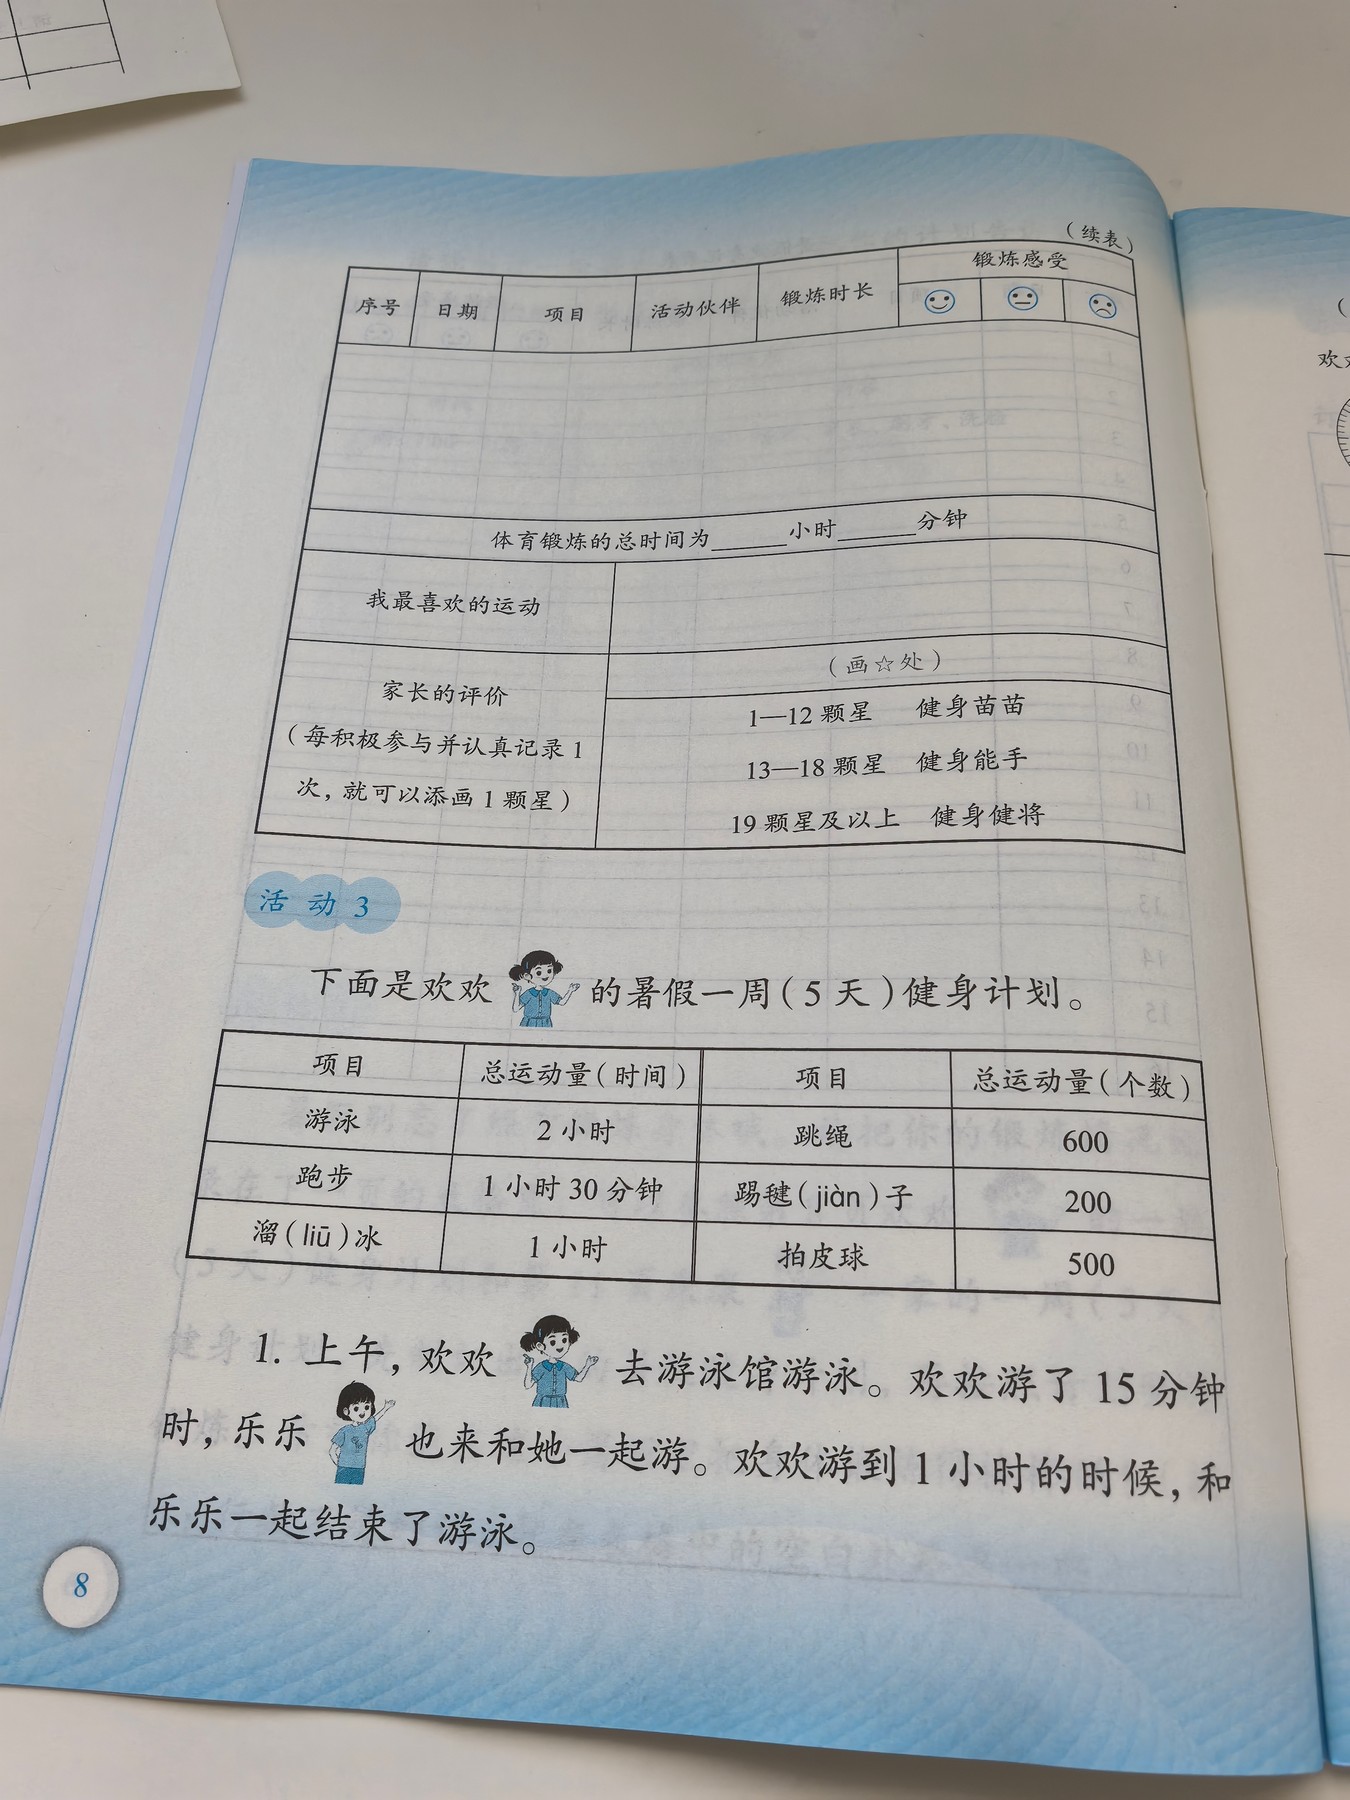 （续表）
序号 日期 项目 活动伙伴 锻炼时长 锻炼感受
体育锻炼的总时间为______小时______分钟
我最喜欢的运动
（画☆处）
家长的评价
（每积极参与并认真记录1
次，就可以添画1颗星）
1—12颗星 健身苗苗
13—18颗星 健身能手
19颗星及以上 健身健将
活动3
下面是欢欢的暑假一周（5天）健身计划。
项目 总运动量（时间） 项目 总运动量（个数）
游泳 2小时 跳绳 600
跑步 1小时30分钟 踢毽（jiàn）子 200
溜（liū）冰 1小时 拍皮球 500
1. 上午，欢欢去游泳馆游泳。欢欢游了15分钟
时，乐乐也来和她一起游。欢欢游到1小时的时候，和
乐乐一起结束了游泳。
8